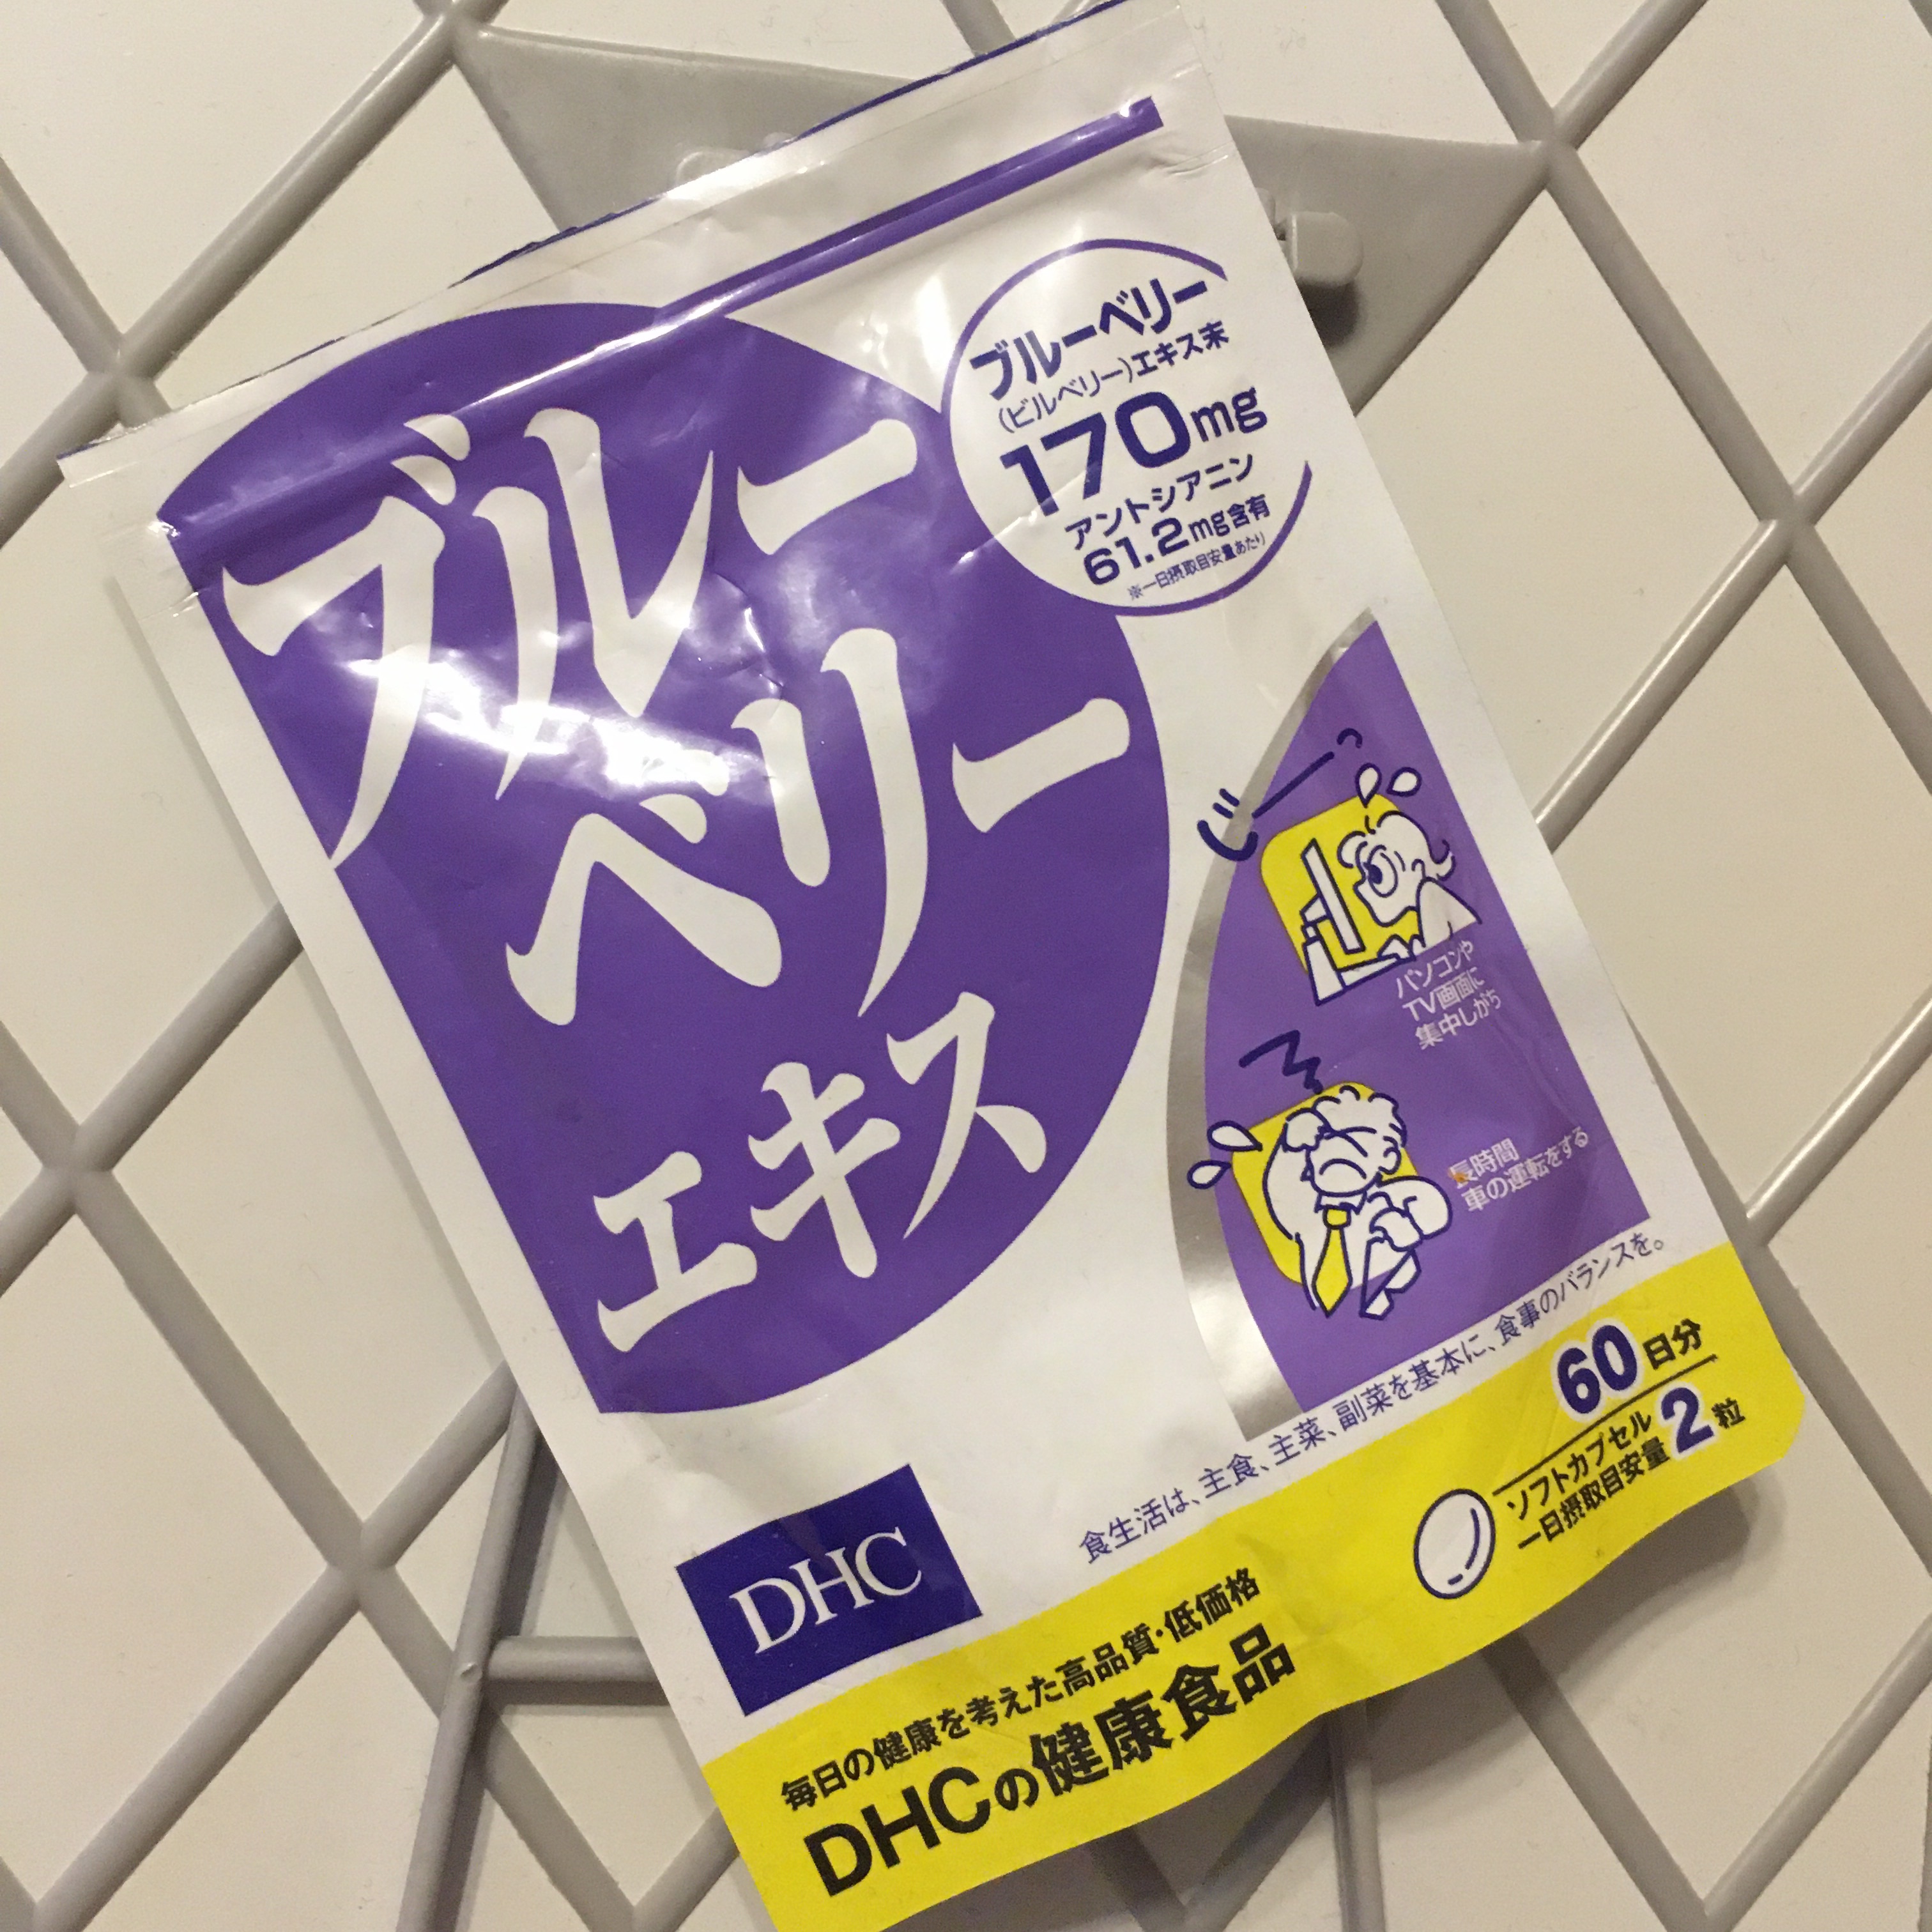 ブルー
ベリー
エキス
ブルーベリー
(ビルベリー)エキス末
170mg
アントシアニン
61.2mg含有
※一日摂取目安量あたり
じーっ
パソコンや
TV画面に
集中しがち
長時間
車の運転をする
食生活は、主食、主菜、副菜を基本に、食事のバランスを。
DHC
60日分
ソフトカプセル
一日摂取目安量2粒
毎日の健康を考えた高品質・低価格
DHCの健康食品